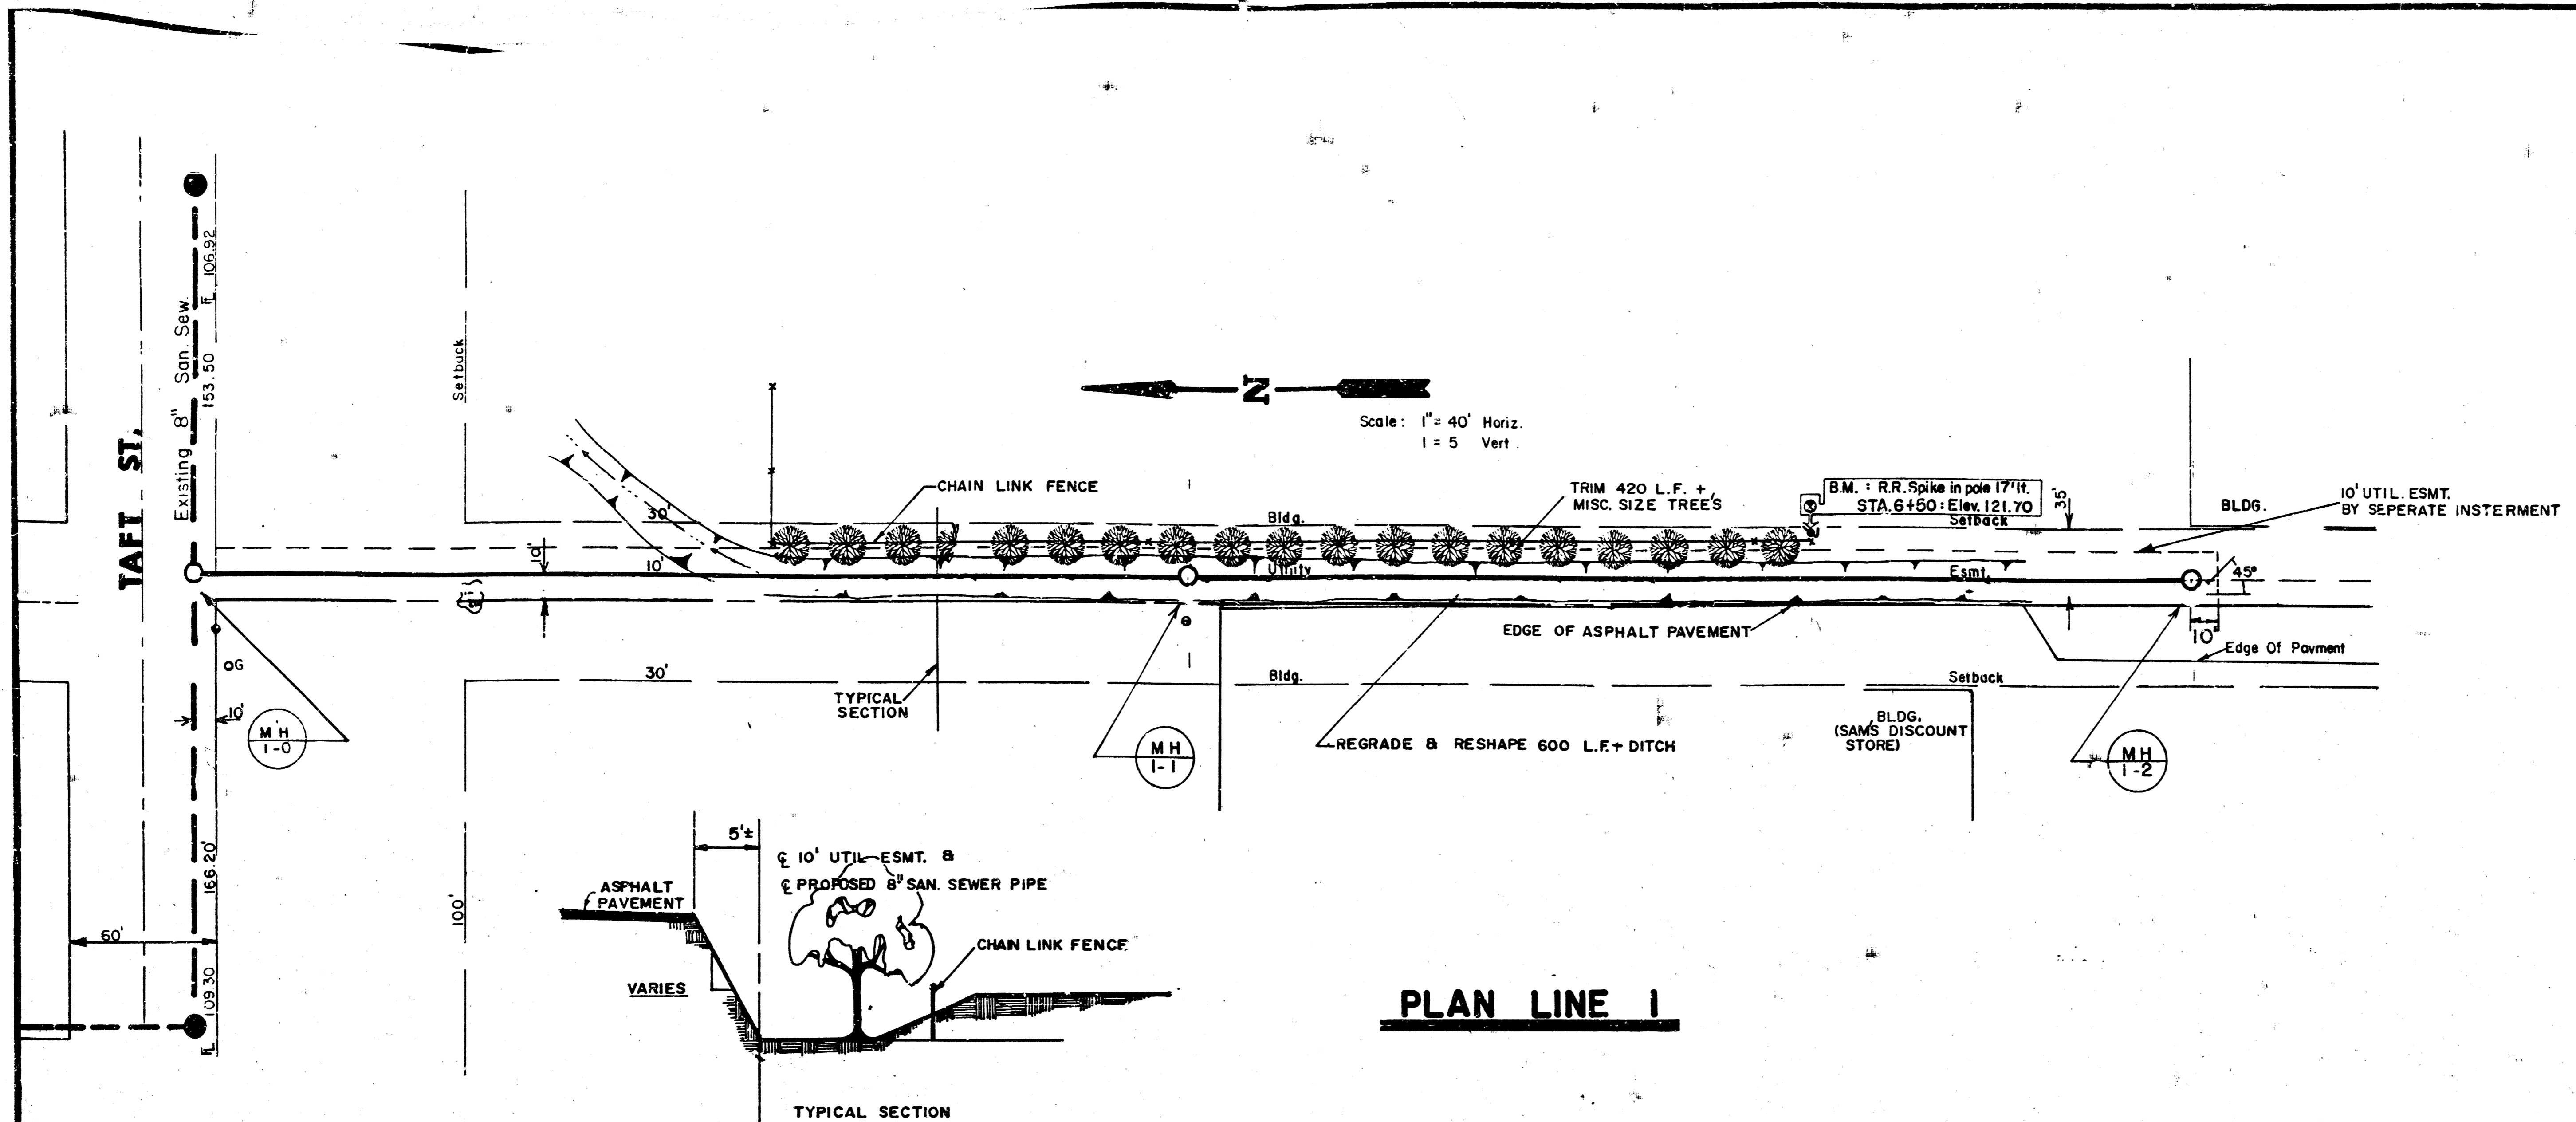 TAFT ST.
Existing 8" San. Sew.
153.50
FL 106.92
166.20'
FL 109.30
60'
10'
OG
MH
1-0
Setback
100'
30'
10'
10'
30'
CHAIN LINK FENCE
N
Scale: 1" = 40' Horiz.
1 = 5 Vert.
TRIM 420 L.F. +
MISC. SIZE TREES
B.M. : R.R. Spike in pole 17' lt.
STA. 6+50 : Elev. 121.70
Bldg.
Setback
35'
BLDG.
10' UTIL. ESMT.
BY SEPERATE INSTERMENT
Utility
Esmt.
45°
10'
EDGE OF ASPHALT PAVEMENT
Edge Of Pavment
Bldg.
Setback
TYPICAL
SECTION
MH
1-1
REGRADE & RESHAPE 600 L.F.+ DITCH
BLDG.
(SAMS DISCOUNT
STORE)
MH
1-2
5'±
℄ 10' UTIL ESMT. &
℄ PROPOSED 8" SAN. SEWER PIPE
ASPHALT
PAVEMENT
CHAIN LINK FENCE
VARIES
TYPICAL SECTION
PLAN LINE 1